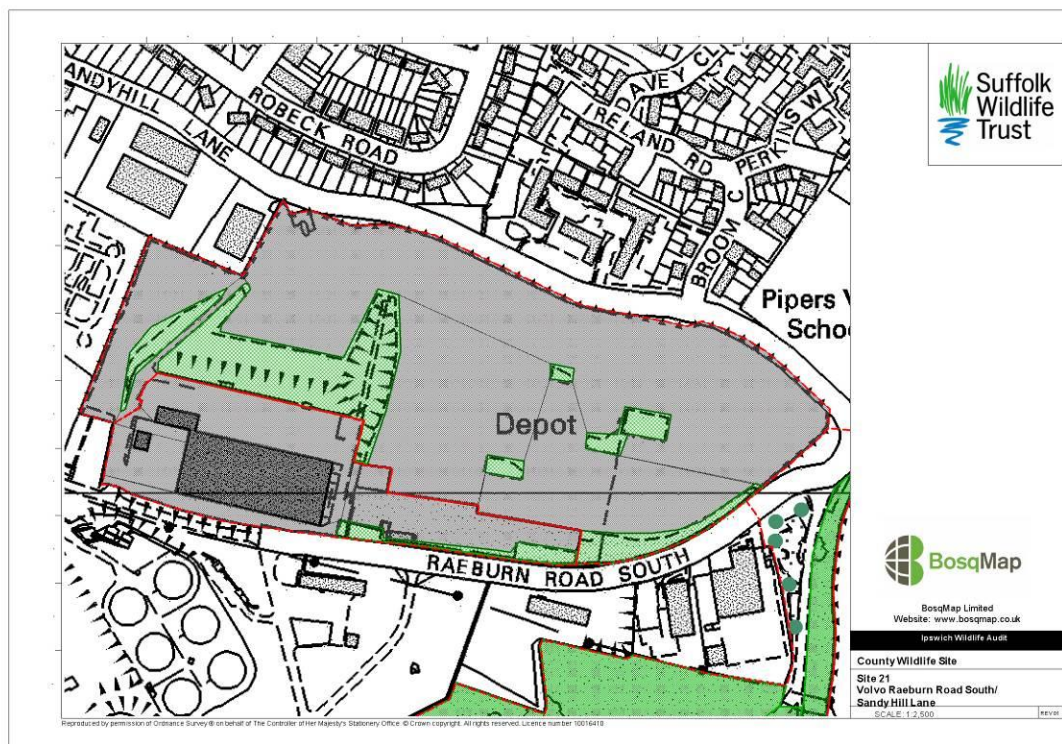 ANDYHILL LANE
ROBECK ROAD
DAVEY CL
IRELAND RD
PERKINS W
BROOM C
Pipers V
Schoo
Depot
RAEBURN ROAD SOUTH
Suffolk
Wildlife
Trust
BosqMap
BosqMap Limited
Website: www.bosqmap.co.uk
Ipswich Wildlife Audit
County Wildlife Site
Site 21
Volvo Raeburn Road South/
Sandy Hill Lane
SCALE: 1:2,500
REV01
Reproduced by permission of Ordnance Survey ® on behalf of The Controller of Her Majesty's Stationery Office. © Crown copyright. All rights reserved. Licence number 10016418